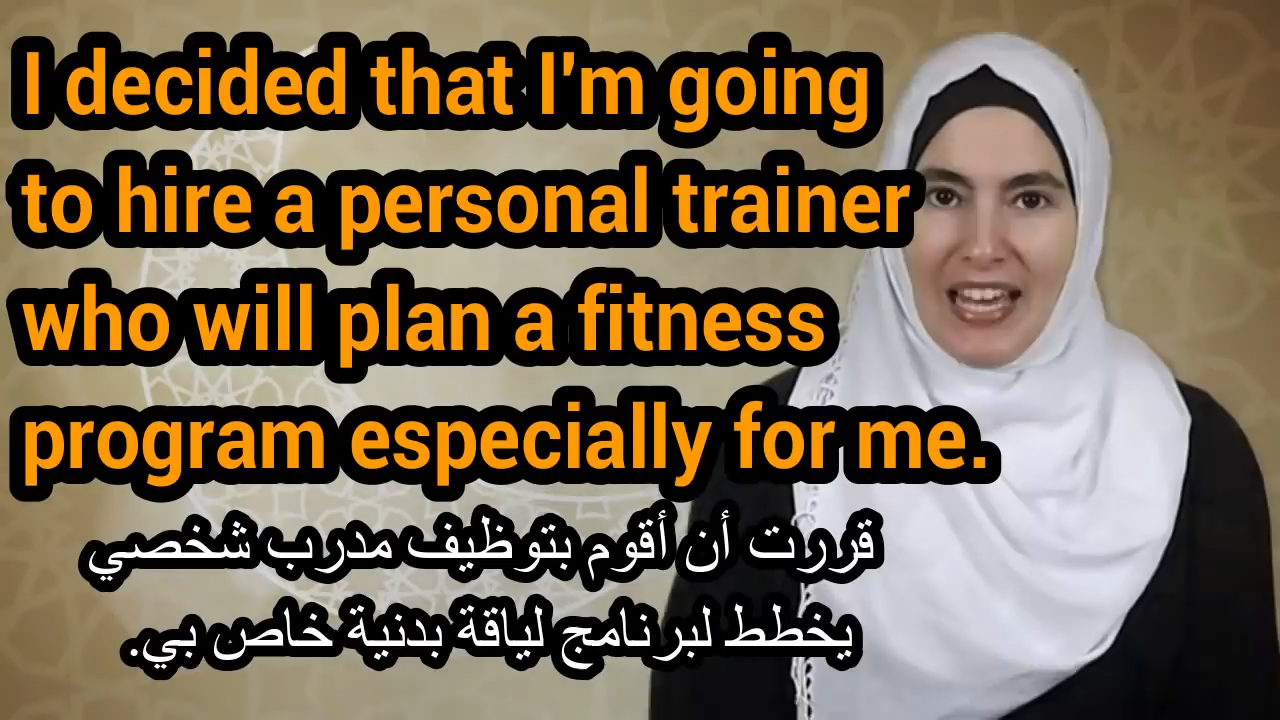 I decided that I'm going
to hire a personal trainer
who will plan a fitness
program especially for me.
قررت أن أقوم بتوظيف مدرب شخصي
يخطط لبرنامج لياقة بدنية خاص بي.